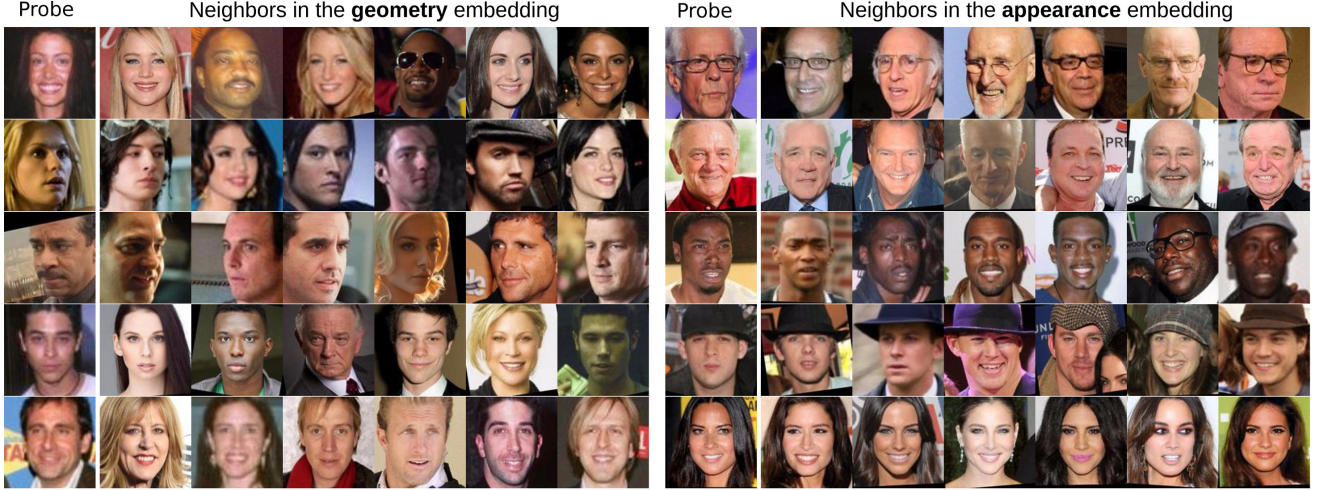 Probe
Neighbors in the geometry embedding
Probe
Neighbors in the appearance embedding